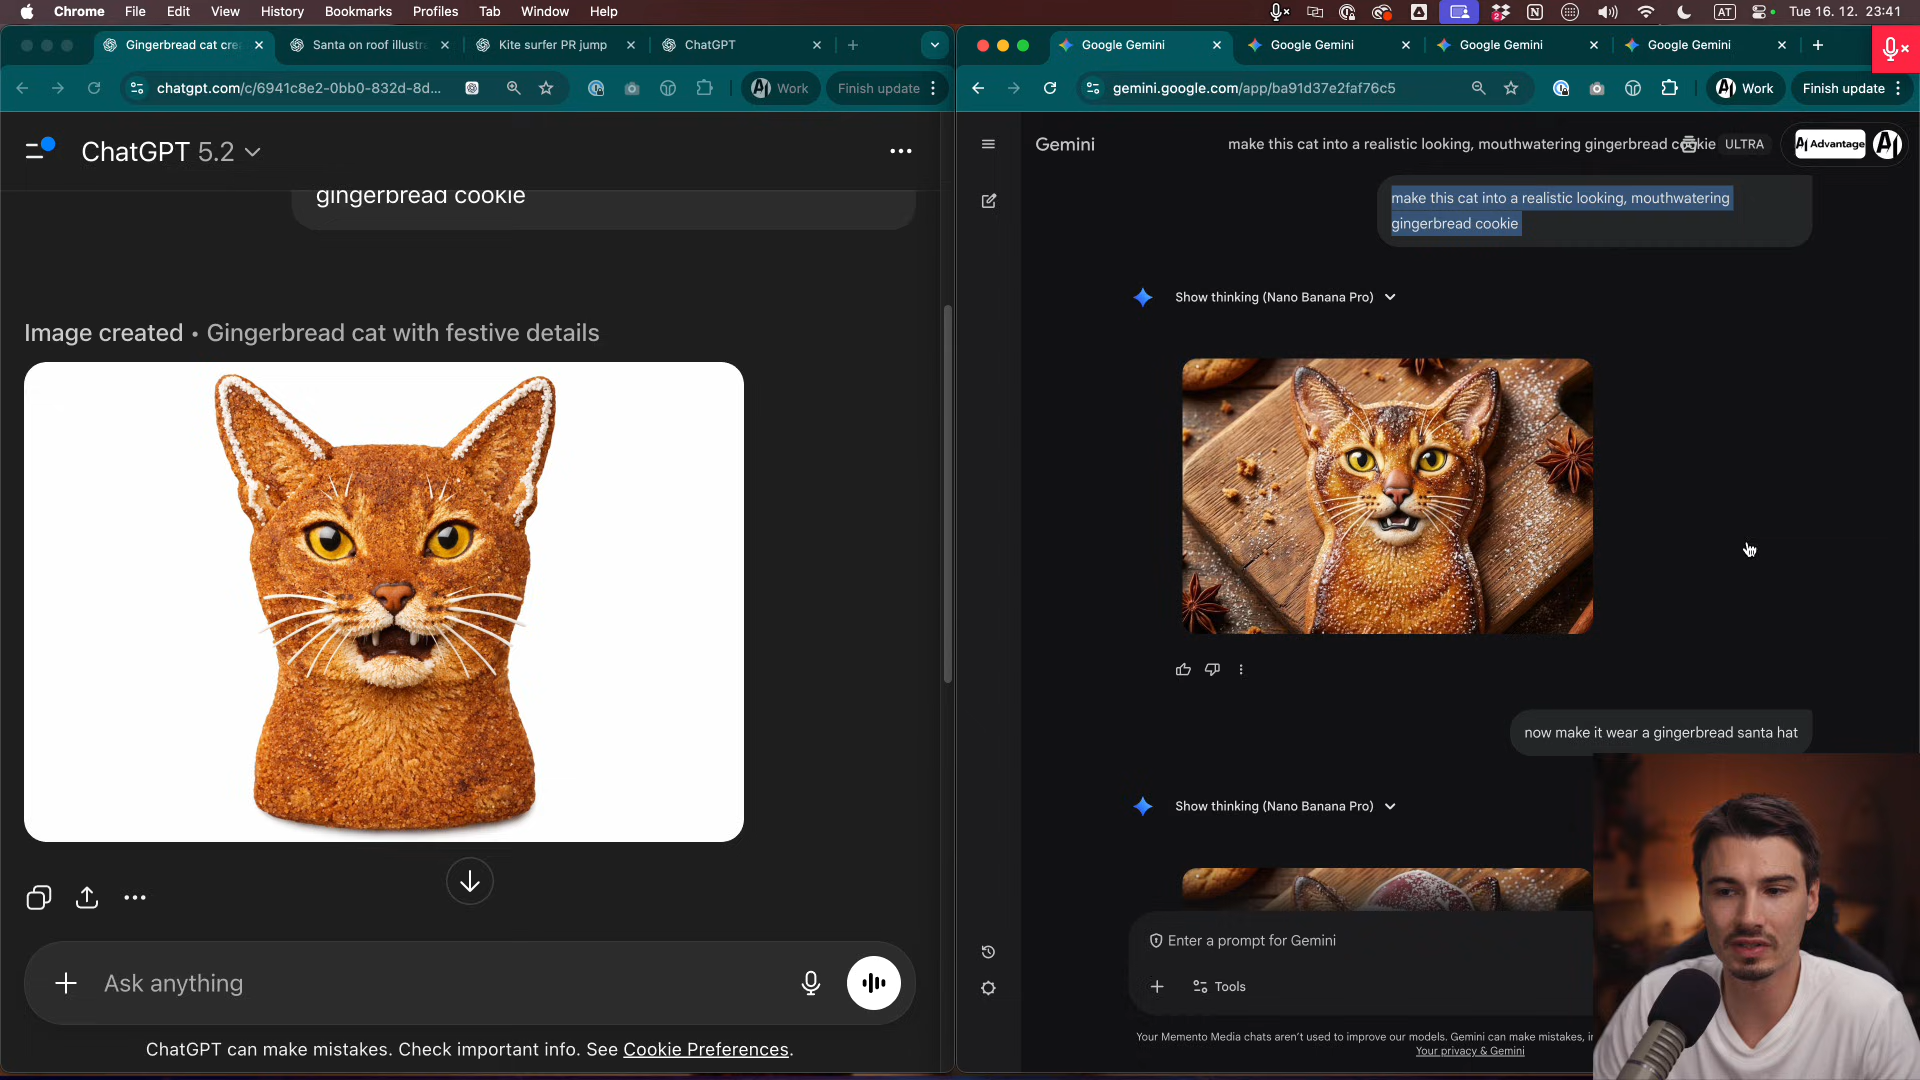 Chrome File Edit View History Bookmarks Profiles Tab Window Help
2
AT
Tue 16. 12. 23:41
Gingerbread cat crea
Santa on roof illustra
Kite surfer PR jump
ChatGPT
chatgpt.com/c/6941c8e2-0bb0-832d-8d...
Work
Finish update
ChatGPT 5.2
gingerbread cookie
Image created • Gingerbread cat with festive details
Ask anything
ChatGPT can make mistakes. Check important info. See Cookie Preferences.
Google Gemini
Google Gemini
Google Gemini
Google Gemini
gemini.google.com/app/ba91d37e2faf76c5
Work
Finish update
Gemini
make this cat into a realistic looking, mouthwatering gingerbread cookie
ULTRA
AI Advantage
AI
make this cat into a realistic looking, mouthwatering
gingerbread cookie
Show thinking (Nano Banana Pro)
now make it wear a gingerbread santa hat
Show thinking (Nano Banana Pro)
Enter a prompt for Gemini
Tools
Your Memento Media chats aren't used to improve our models. Gemini can make mistakes,
Your privacy & Gemini